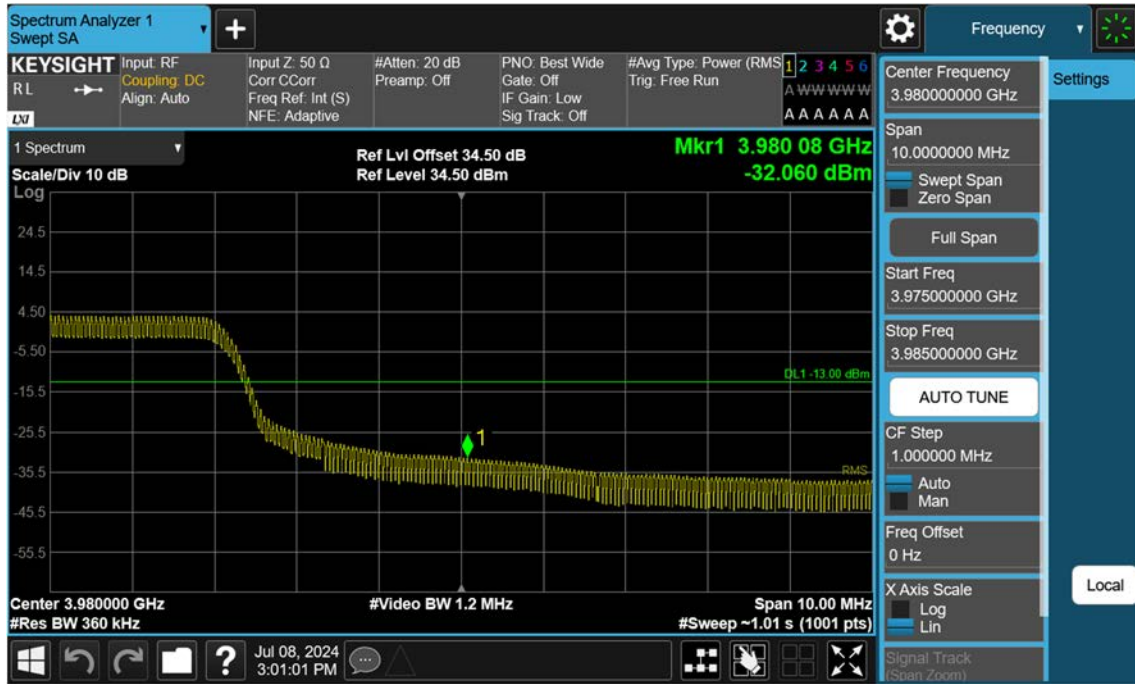 Spectrum Analyzer 1
Swept SA
+
Frequency
KEYSIGHT
RL
LXI
Input: RF
Coupling: DC
Align: Auto
Input Z: 50 Ω
Corr CCorr
Freq Ref: Int (S)
NFE: Adaptive
#Atten: 20 dB
Preamp: Off
PNO: Best Wide
Gate: Off
IF Gain: Low
Sig Track: Off
#Avg Type: Power (RMS
Trig: Free Run
1 2 3 4 5 6
A W W W W W
A A A A A A
1 Spectrum
Scale/Div 10 dB
Ref Lvl Offset 34.50 dB
Ref Level 34.50 dBm
Mkr1 3.980 08 GHz
-32.060 dBm
Log
24.5
14.5
4.50
-5.50
-15.5
-25.5
-35.5
-45.5
-55.5
DL1 -13.00 dBm
1
RMS
Center 3.980000 GHz
#Res BW 360 kHz
#Video BW 1.2 MHz
Span 10.00 MHz
#Sweep ~1.01 s (1001 pts)
Center Frequency
3.980000000 GHz
Settings
Span
10.0000000 MHz
Swept Span
Zero Span
Full Span
Start Freq
3.975000000 GHz
Stop Freq
3.985000000 GHz
AUTO TUNE
CF Step
1.000000 MHz
Auto
Man
Freq Offset
0 Hz
X Axis Scale
Log
Lin
Signal Track
(Span Zoom)
Local
?
Jul 08, 2024
3:01:01 PM